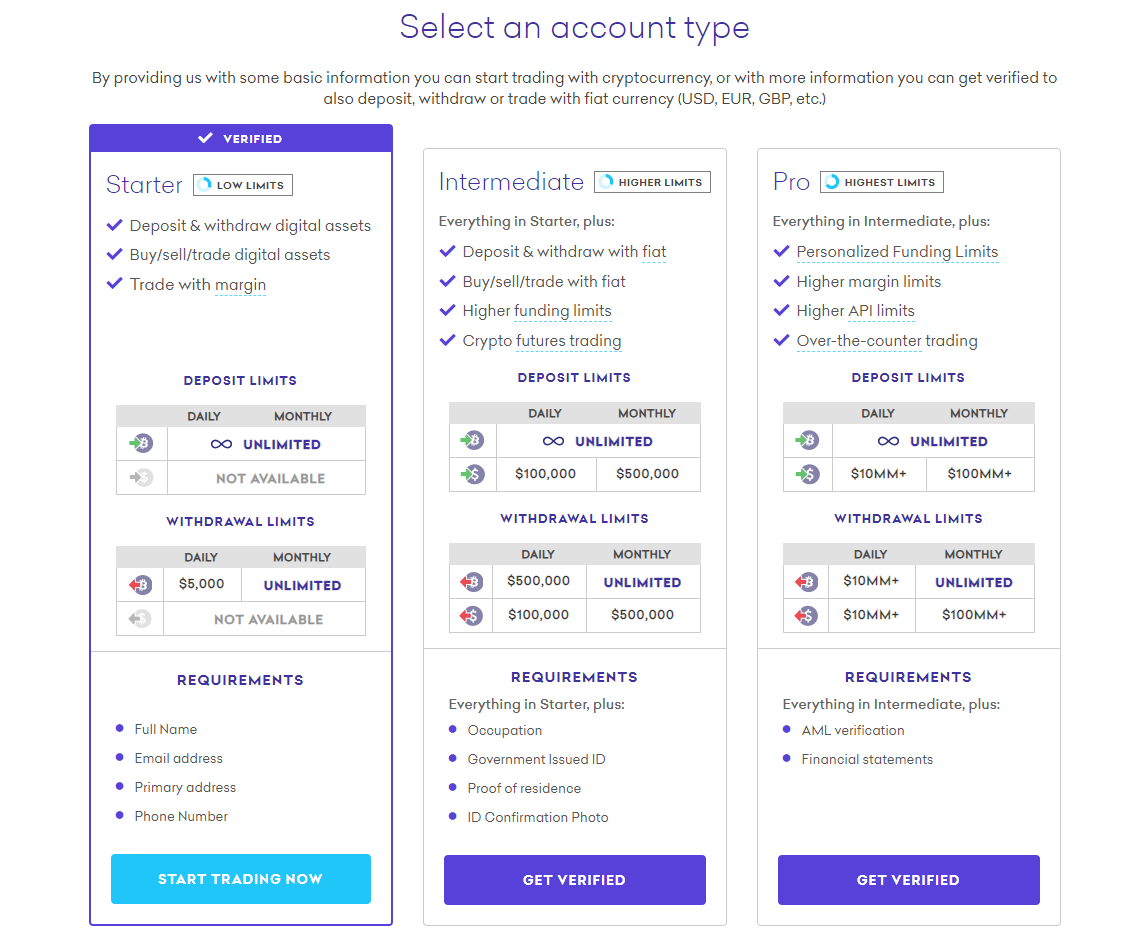 Select an account type
By providing us with some basic information you can start trading with cryptocurrency, or with more information you can get verified to
also deposit, withdraw or trade with fiat currency (USD, EUR, GBP, etc.)
VERIFIED
Starter LOW LIMITS
Deposit & withdraw digital assets
Buy/sell/trade digital assets
Trade with margin
DEPOSIT LIMITS
DAILY MONTHLY
UNLIMITED
NOT AVAILABLE
WITHDRAWAL LIMITS
DAILY MONTHLY
$5,000 UNLIMITED
NOT AVAILABLE
REQUIREMENTS
Full Name
Email address
Primary address
Phone Number
START TRADING NOW
Intermediate HIGHER LIMITS
Everything in Starter, plus:
Deposit & withdraw with fiat
Buy/sell/trade with fiat
Higher funding limits
Crypto futures trading
DEPOSIT LIMITS
DAILY MONTHLY
UNLIMITED
$100,000 $500,000
WITHDRAWAL LIMITS
DAILY MONTHLY
$500,000 UNLIMITED
$100,000 $500,000
REQUIREMENTS
Everything in Starter, plus:
Occupation
Government Issued ID
Proof of residence
ID Confirmation Photo
GET VERIFIED
Pro HIGHEST LIMITS
Everything in Intermediate, plus:
Personalized Funding Limits
Higher margin limits
Higher API limits
Over-the-counter trading
DEPOSIT LIMITS
DAILY MONTHLY
UNLIMITED
$10MM+ $100MM+
WITHDRAWAL LIMITS
DAILY MONTHLY
$10MM+ UNLIMITED
$10MM+ $100MM+
REQUIREMENTS
Everything in Intermediate, plus:
AML verification
Financial statements
GET VERIFIED